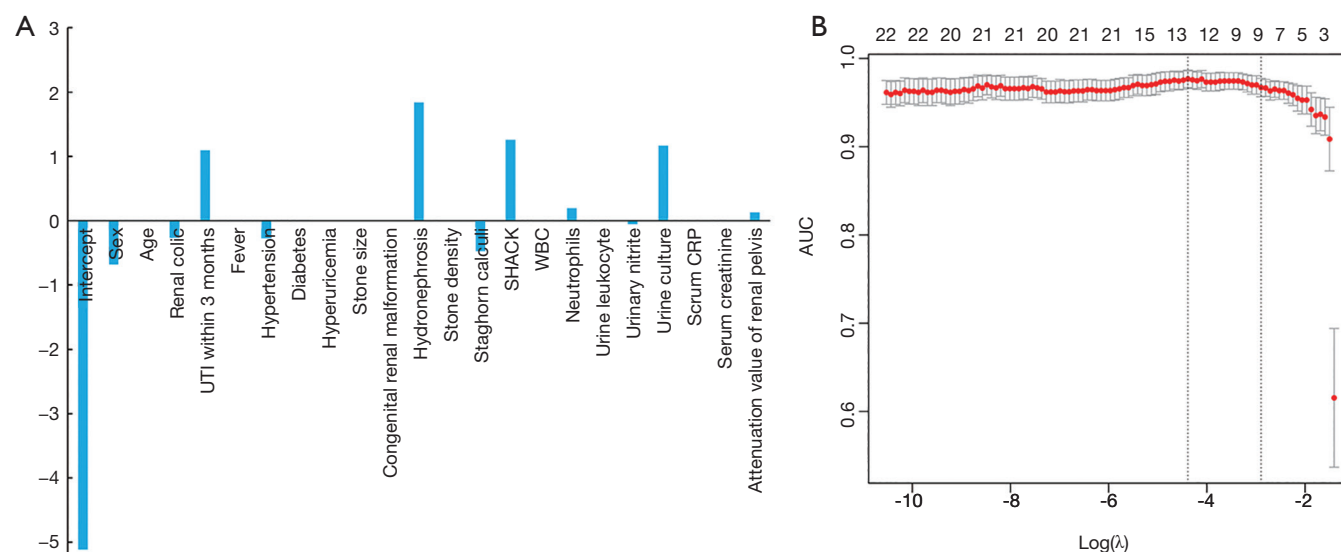 A
3
2
1
0
−1
−2
−3
−4
−5
Intercept
Sex
Age
Renal colic
UTI within 3 months
Fever
Hypertension
Diabetes
Hyperuricemia
Stone size
Congenital renal malformation
Hydronephrosis
Stone density
Staghorn calculi
SHACK
WBC
Neutrophils
Urine leukocyte
Urinary nitrite
Urine culture
Scrum CRP
Serum creatinine
Attenuation value of renal pelvis
B
22 22 20 21 21 20 21 21 15 13 12 9 9 7 5 3
1.0
0.9
0.8
0.7
0.6
AUC
-10 -8 -6 -4 -2
Log(λ)